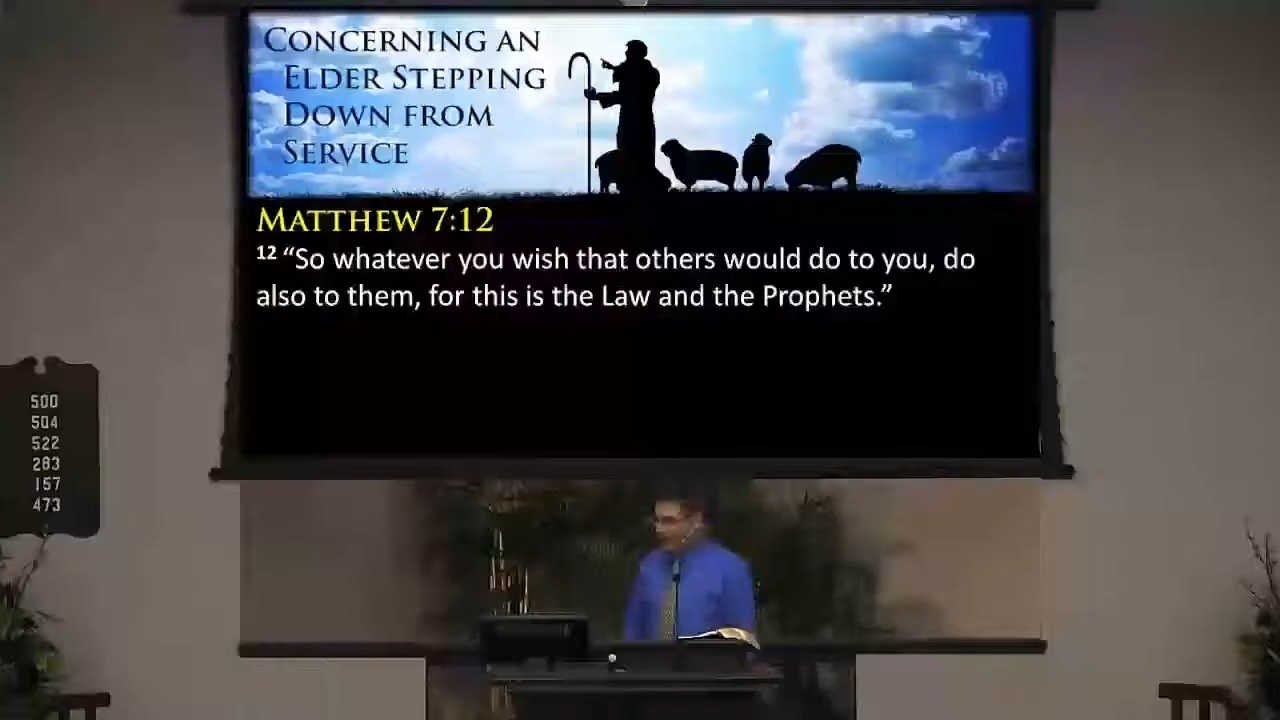 CONCERNING AN
ELDER STEPPING
DOWN FROM
SERVICE
MATTHEW 7:12
12 “So whatever you wish that others would do to you, do
also to them, for this is the Law and the Prophets.”
500
504
522
283
157
473